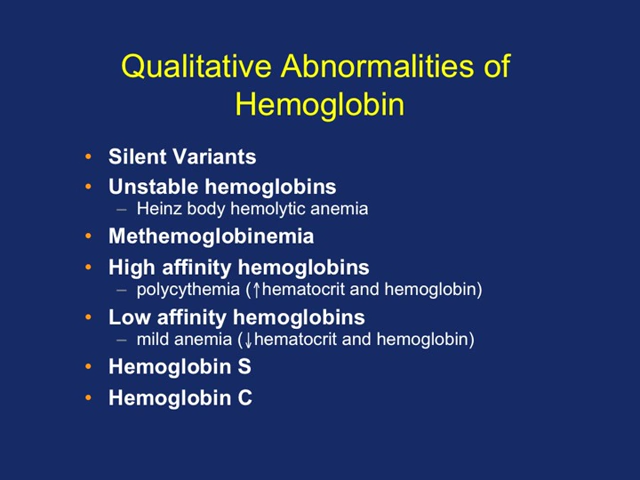 Qualitative Abnormalities of
Hemoglobin
• Silent Variants
• Unstable hemoglobins
– Heinz body hemolytic anemia
• Methemoglobinemia
• High affinity hemoglobins
– polycythemia (↑hematocrit and hemoglobin)
• Low affinity hemoglobins
– mild anemia (↓hematocrit and hemoglobin)
• Hemoglobin S
• Hemoglobin C